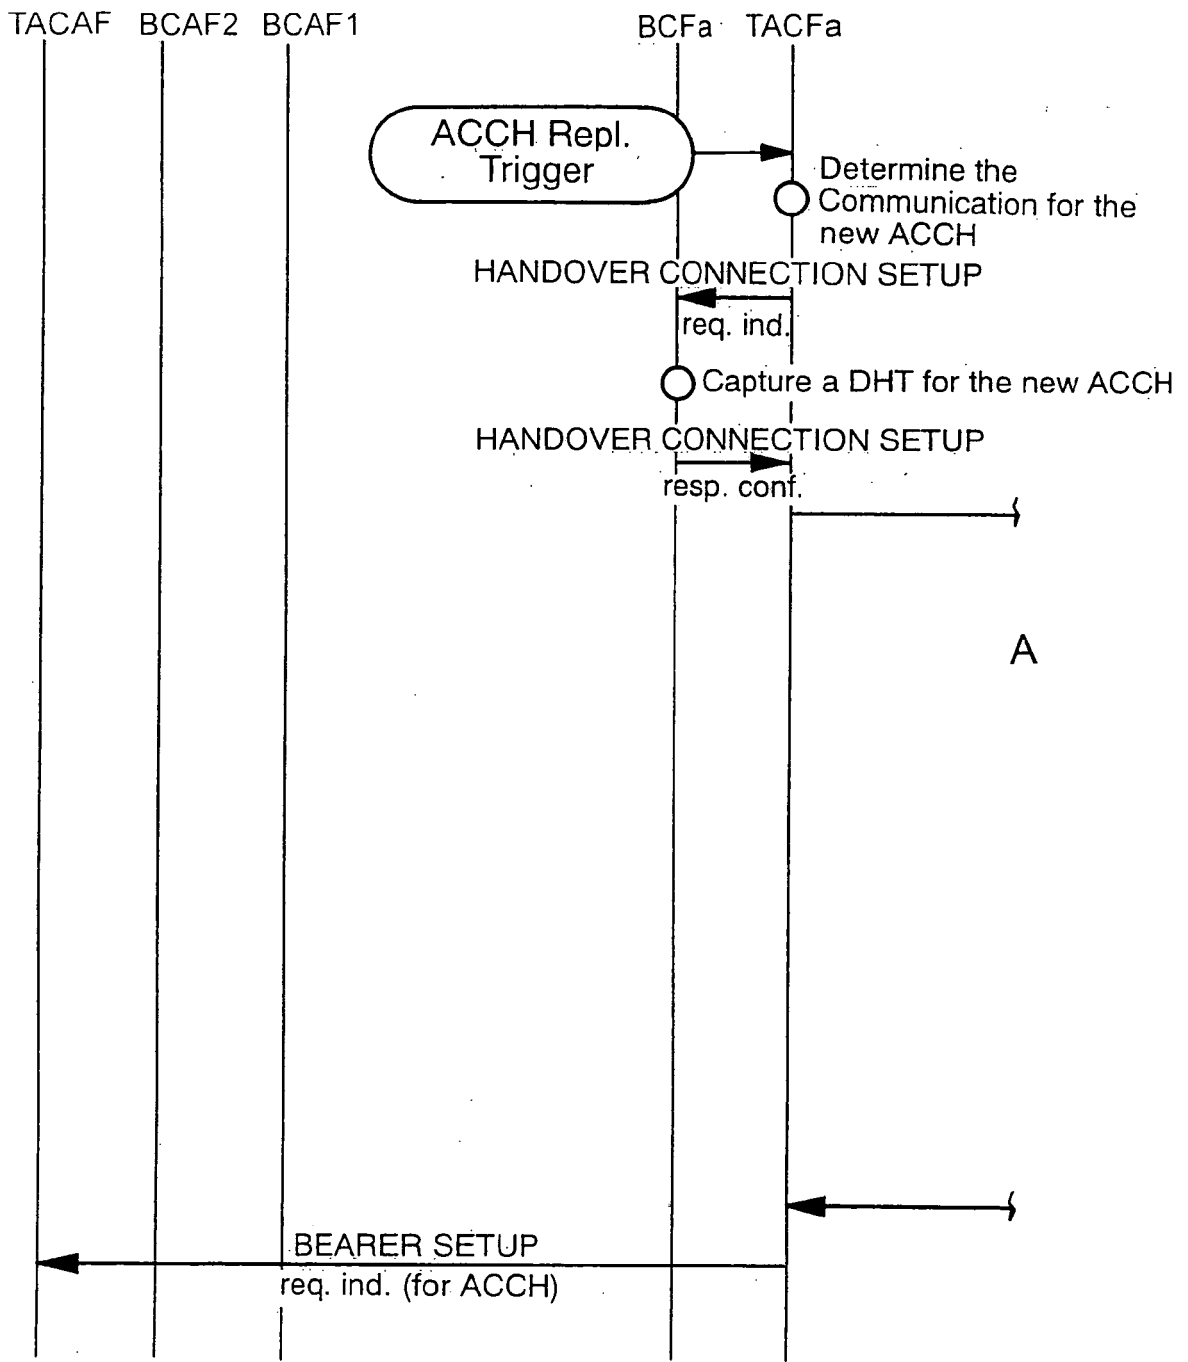 TACAF BCAF2 BCAF1 BCFa TACFa
ACCH Repl.
Trigger
Determine the
Communication for the
new ACCH
HANDOVER CONNECTION SETUP
req. ind.
Capture a DHT for the new ACCH
HANDOVER CONNECTION SETUP
resp. conf.
A
BEARER SETUP
req. ind. (for ACCH)